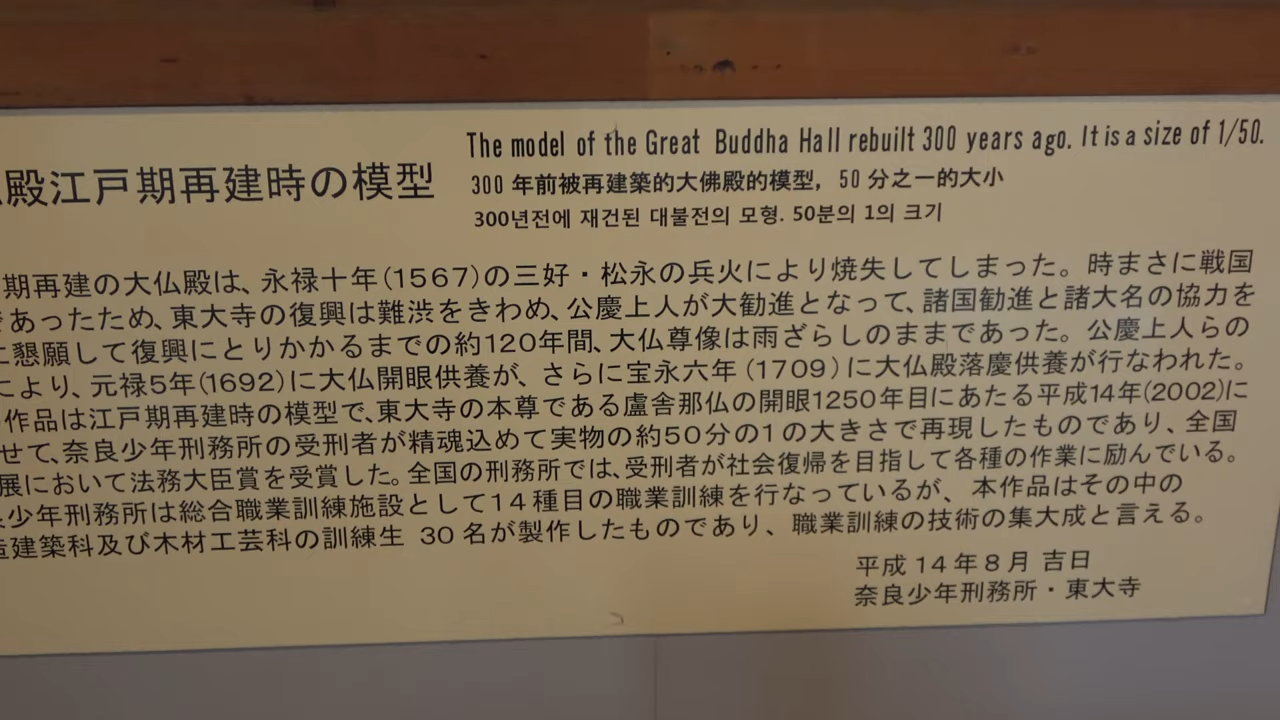 殿江戸期再建時の模型
The model of the Great Buddha Hall rebuilt 300 years ago. It is a size of 1/50.
300 年前被再建築的大佛殿的模型，50 分之一的大小
300년전에 재건된 대불전의 모형. 50분의 1의 크기
期再建の大仏殿は、永禄十年(1567)の三好・松永の兵火により焼失してしまった。時まさに戦国
であったため、東大寺の復興は難渋をきわめ、公慶上人が大勧進となって、諸国勧進と諸大名の協力を
に懇願して復興にとりかかるまでの約120年間、大仏尊像は雨ざらしのままであった。公慶上人らの
により、元禄5年(1692)に大仏開眼供養が、さらに宝永六年(1709)に大仏殿落慶供養が行なわれた。
作品は江戸期再建時の模型で、東大寺の本尊である盧舎那仏の開眼1250年目にあたる平成14年(2002)に
せて、奈良少年刑務所の受刑者が精魂込めて実物の約50分の1の大きさで再現したものであり、全国
展において法務大臣賞を受賞した。全国の刑務所では、受刑者が社会復帰を目指して各種の作業に励んでいる。
少年刑務所は総合職業訓練施設として14種目の職業訓練を行なっているが、本作品はその中の
建築科及び木材工芸科の訓練生 30名が製作したものであり、職業訓練の技術の集大成と言える。
平成14年8月 吉日
奈良少年刑務所・東大寺